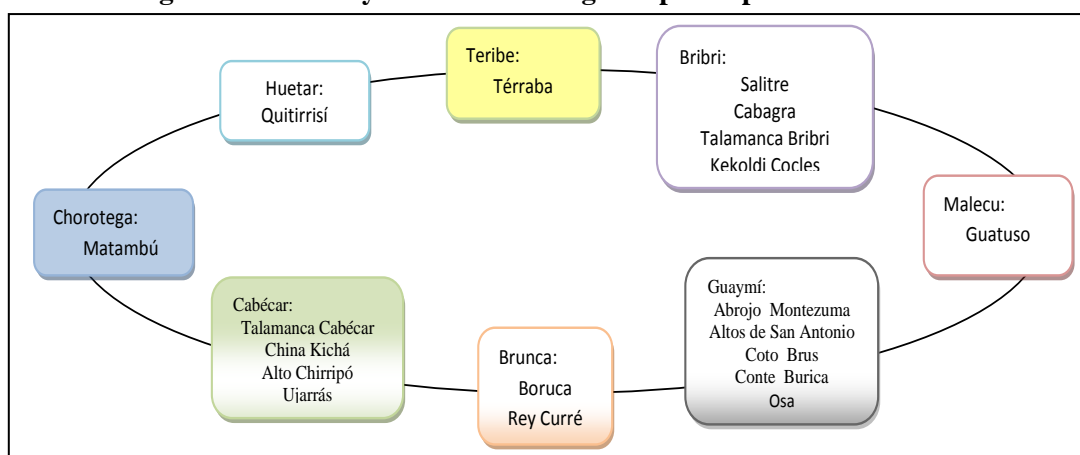 Teribe:
Térraba
Bribri:
Salitre
Cabagra
Talamanca Bribri
Kekoldi Cocles
Huetar:
Quitirrisí
Chorotega:
Matambú
Malecu:
Guatuso
Cabécar:
Talamanca Cabécar
China Kichá
Alto Chirripó
Ujarrás
Brunca:
Boruca
Rey Curré
Guaymí:
Abrojo Montezuma
Altos de San Antonio
Coto Brus
Conte Burica
Osa